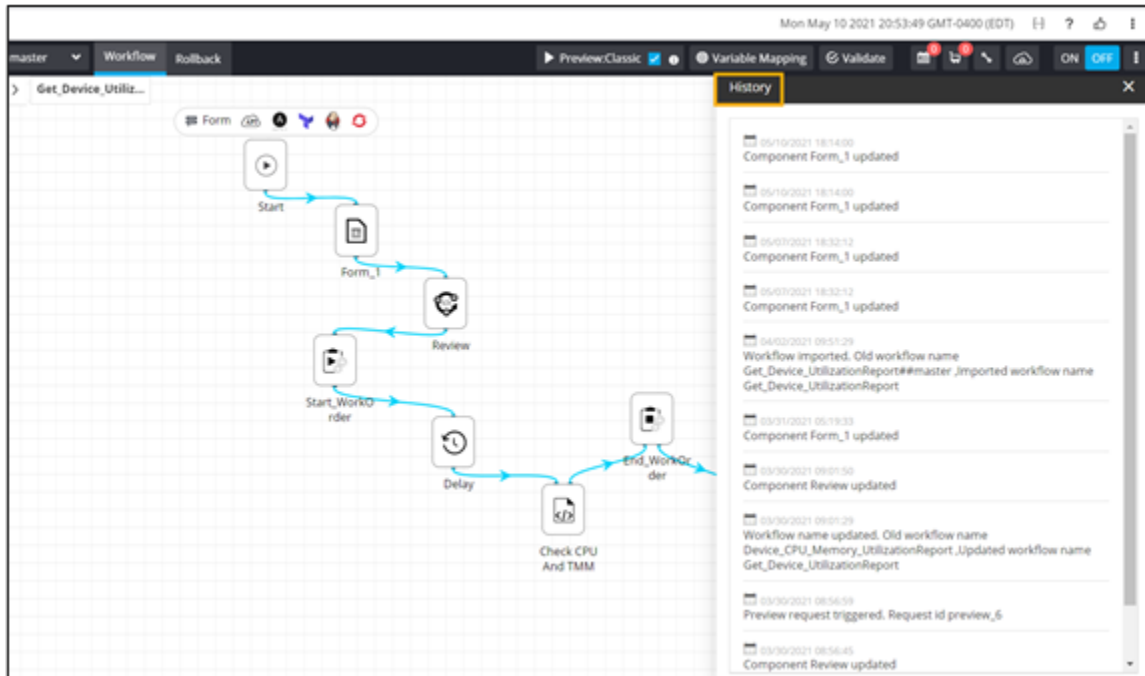 Mon May 10 2021 20:53:49 GMT-0400 (EDT) ?
master Workflow Rollback Preview:Classic Variable Mapping Validate 0 0 ON OFF
Get_Device_Utiliz...
History
Form
Start
Form_1
Review
Start_WorkO
rder
Delay
End_WorkOr
der
Check CPU
And TMM
05/10/2021 18:14:00
Component Form_1 updated
05/10/2021 18:14:00
Component Form_1 updated
05/07/2021 18:32:12
Component Form_1 updated
05/07/2021 18:32:12
Component Form_1 updated
04/02/2021 09:51:29
Workflow imported. Old workflow name
Get_Device_UtilizationReport##master ,Imported workflow name
Get_Device_UtilizationReport
03/31/2021 05:19:33
Component Form_1 updated
03/30/2021 09:01:50
Component Review updated
03/30/2021 09:01:29
Workflow name updated. Old workflow name
Device_CPU_Memory_UtilizationReport ,Updated workflow name
Get_Device_UtilizationReport
03/30/2021 08:56:59
Preview request triggered. Request id preview_6
03/30/2021 08:56:45
Component Review updated